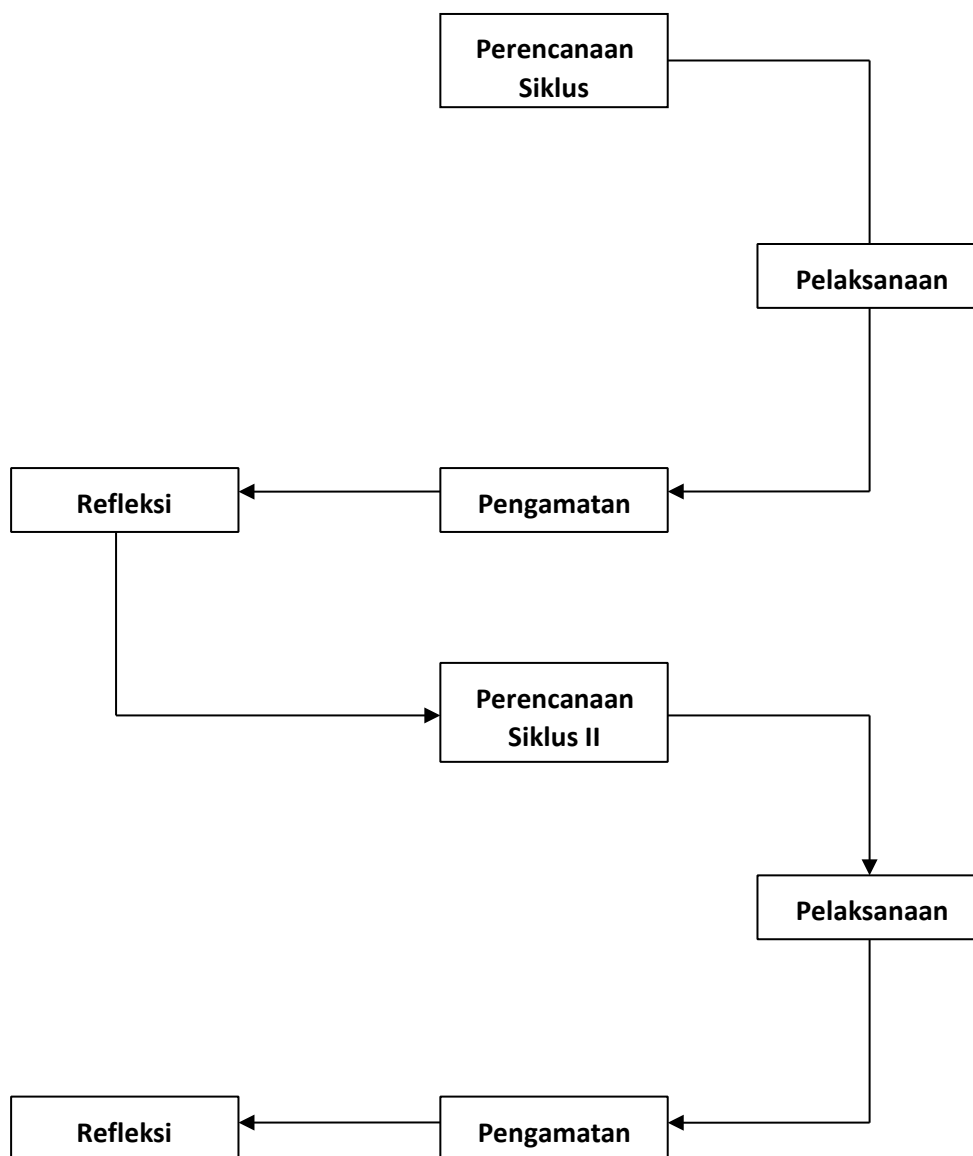 Perencanaan
Siklus
Pelaksanaan
Refleksi
Pengamatan
Perencanaan
Siklus II
Pelaksanaan
Refleksi
Pengamatan